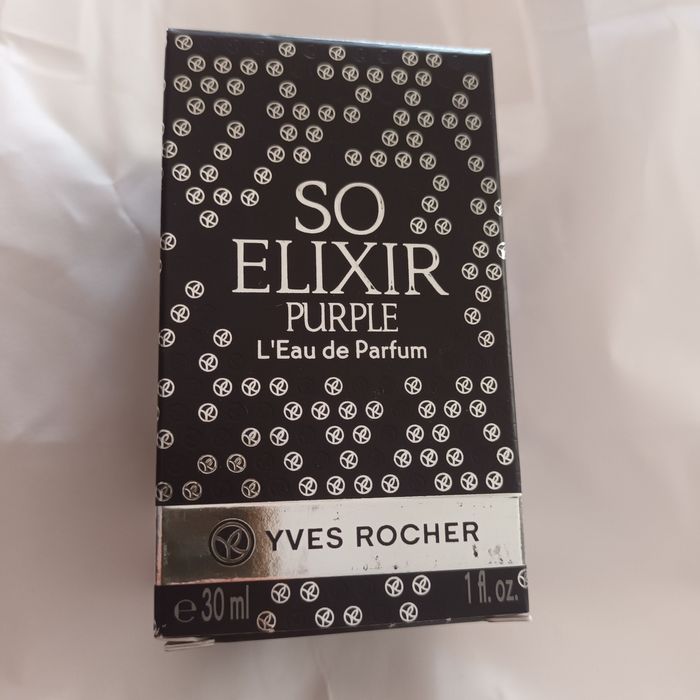 SO
ELIXIR
PURPLE
L'Eau de Parfum
YVES ROCHER
℮ 30 ml 1 fl. oz.